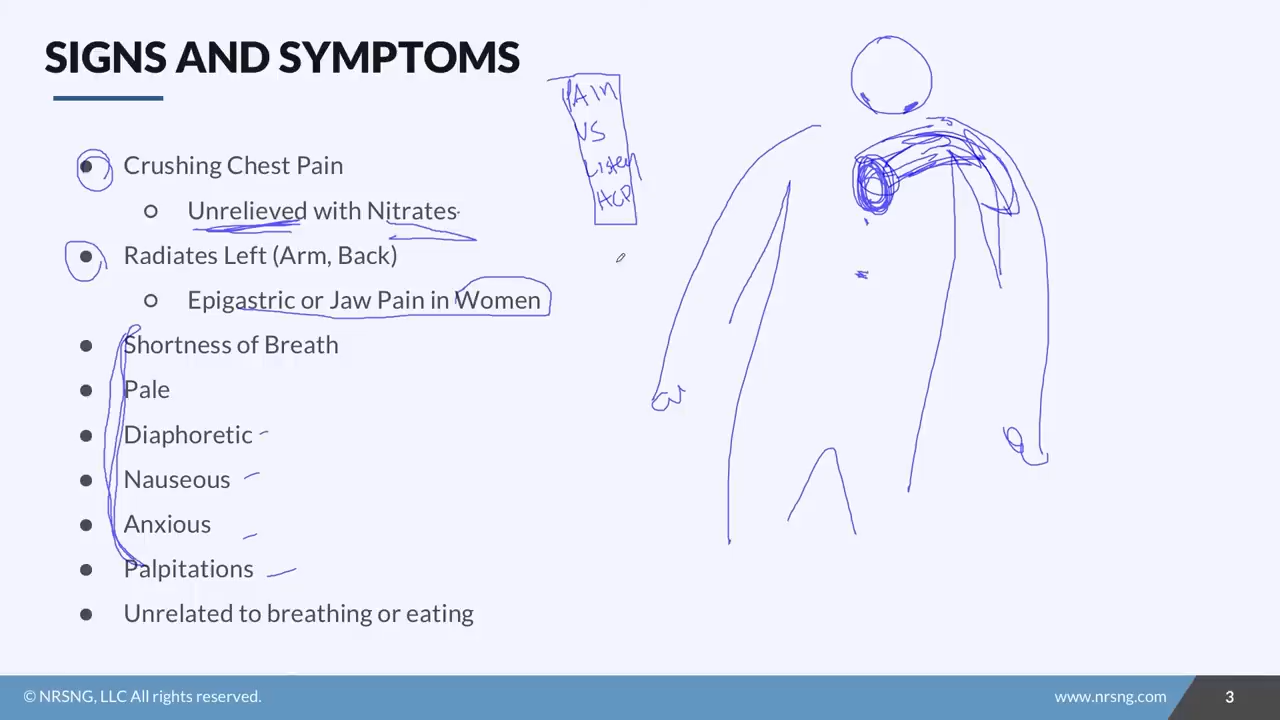 SIGNS AND SYMPTOMS
PAIN
VS
Listen
HCP
● Crushing Chest Pain
○ Unrelieved with Nitrates
● Radiates Left (Arm, Back)
○ Epigastric or Jaw Pain in Women
● Shortness of Breath
● Pale
● Diaphoretic
● Nauseous
● Anxious
● Palpitations
● Unrelated to breathing or eating
© NRSNG, LLC All rights reserved.
www.nrsng.com
3